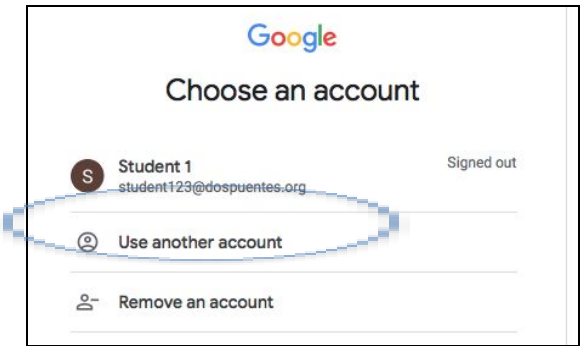 Google
Choose an account
S
Student 1
Signed out
student123@dospuentes.org
Use another account
Remove an account